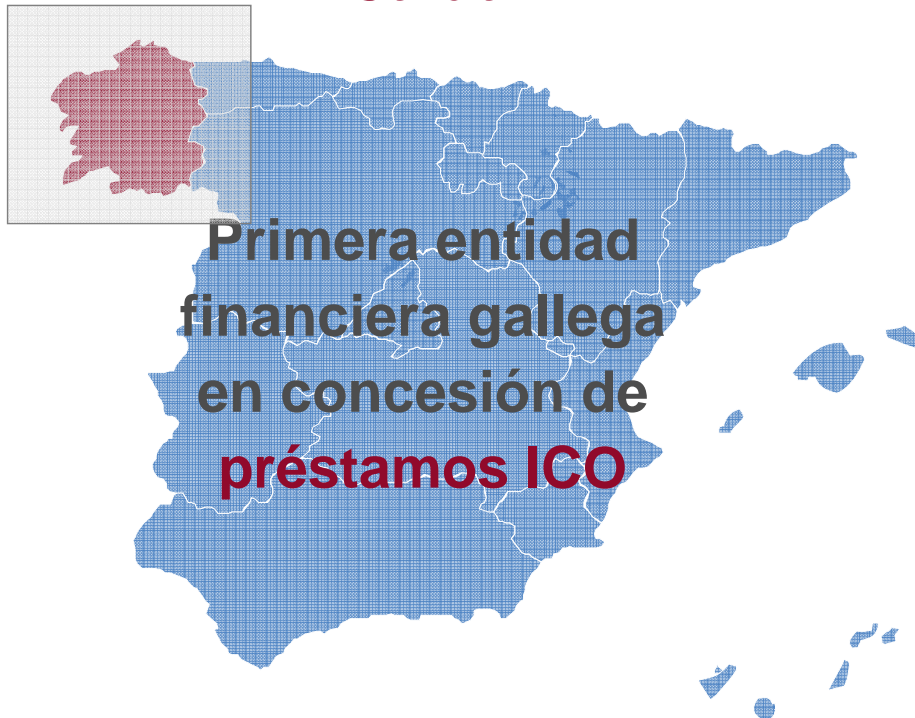 Primera entidad
financiera gallega
en concesión de
préstamos ICO